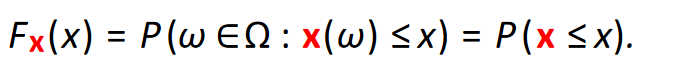 F𝐱(x) = P(ω ∈Ω : 𝐱(ω) ≤x) = P(𝐱 ≤x).